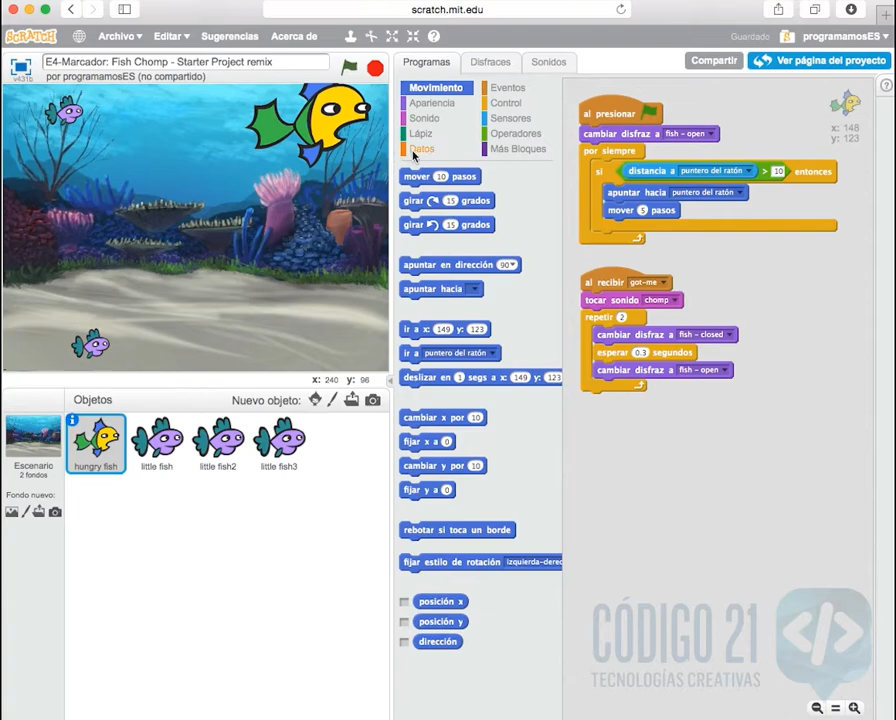 scratch.mit.edu
SCRATCH Archivo Editar Sugerencias Acerca de Guardado programamosES
E4-Marcador: Fish Chomp - Starter Project remix
por programamosES (no compartido)
v431b
Programas Disfraces Sonidos Compartir Ver página del proyecto
Movimiento Eventos
Apariencia Control
Sonido Sensores
Lápiz Operadores
Datos Más Bloques
mover 10 pasos
girar 15 grados
girar 15 grados
apuntar en dirección 90
apuntar hacia
ir a x: 149 y: 123
ir a puntero del ratón
deslizar en 1 segs a x: 149 y: 123
cambiar x por 10
fijar x a 0
cambiar y por 10
fijar y a 0
rebotar si toca un borde
fijar estilo de rotación izquierda-derec
posición x
posición y
dirección
al presionar
cambiar disfraz a fish - open
por siempre
si distancia a puntero del ratón > 10 entonces
apuntar hacia puntero del ratón
mover 5 pasos
al recibir got-me
tocar sonido chomp
repetir 2
cambiar disfraz a fish - closed
esperar 0.3 segundos
cambiar disfraz a fish - open
x: 148
y: 123
x: 240 y: 96
Objetos Nuevo objeto:
Escenario
2 fondos
Fondo nuevo:
hungry fish little fish little fish2 little fish3
CÓDIGO 21
TECNOLOGÍAS CREATIVAS